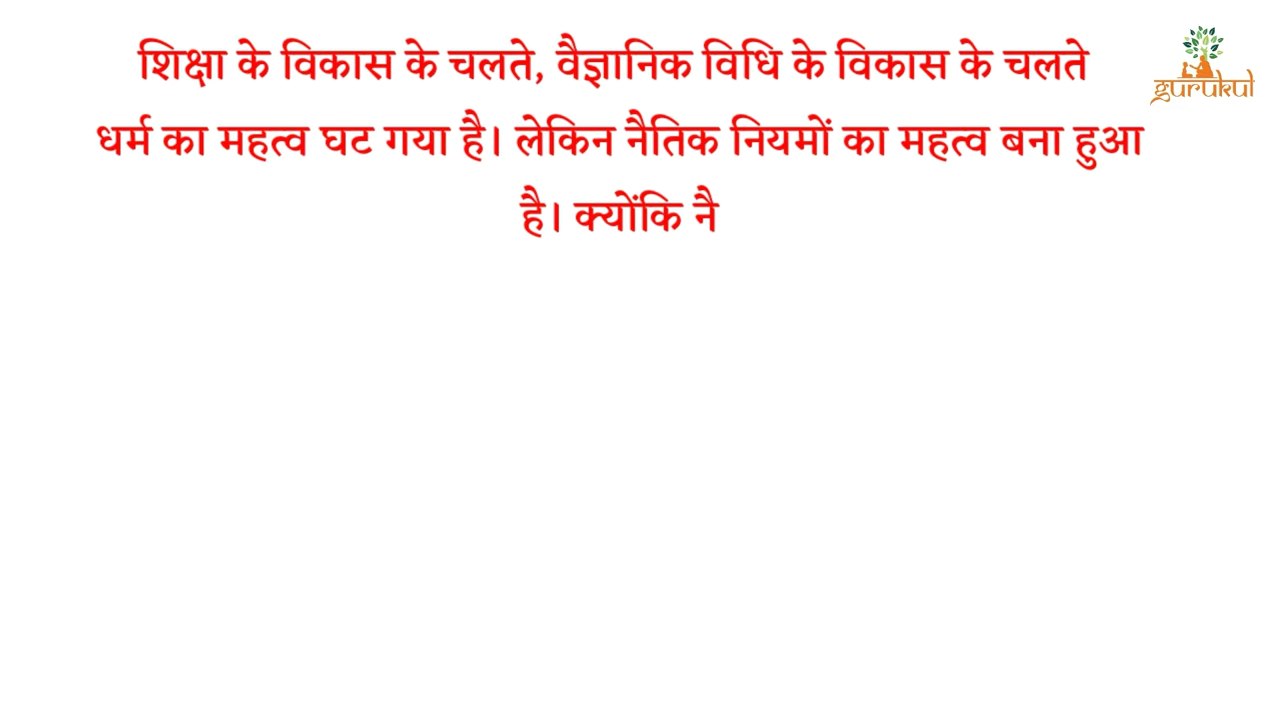 शिक्षा के विकास के चलते, वैज्ञानिक विधि के विकास के चलते
धर्म का महत्व घट गया है। लेकिन नैतिक नियमों का महत्व बना हुआ
है। क्योंकि नै
gurukul